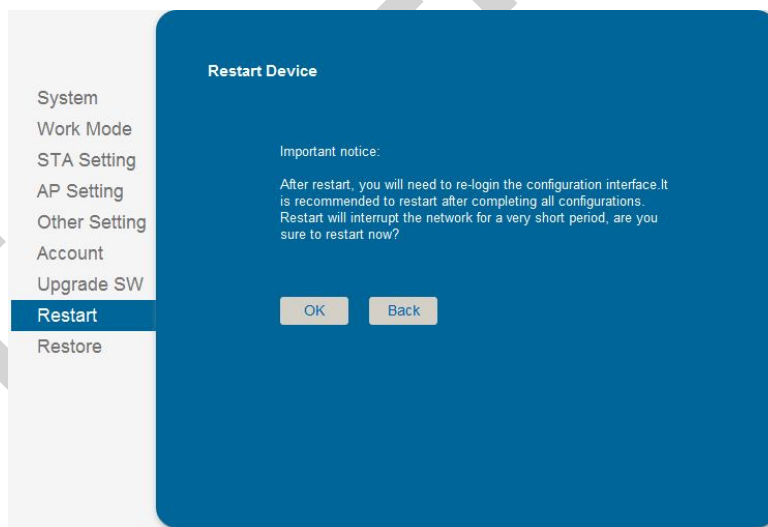 Restart Device
System
Work Mode
STA Setting
AP Setting
Other Setting
Account
Upgrade SW
Restart
Restore
Important notice:
After restart, you will need to re-login the configuration interface.It
is recommended to restart after completing all configurations.
Restart will interrupt the network for a very short period, are you
sure to restart now?
OK
Back